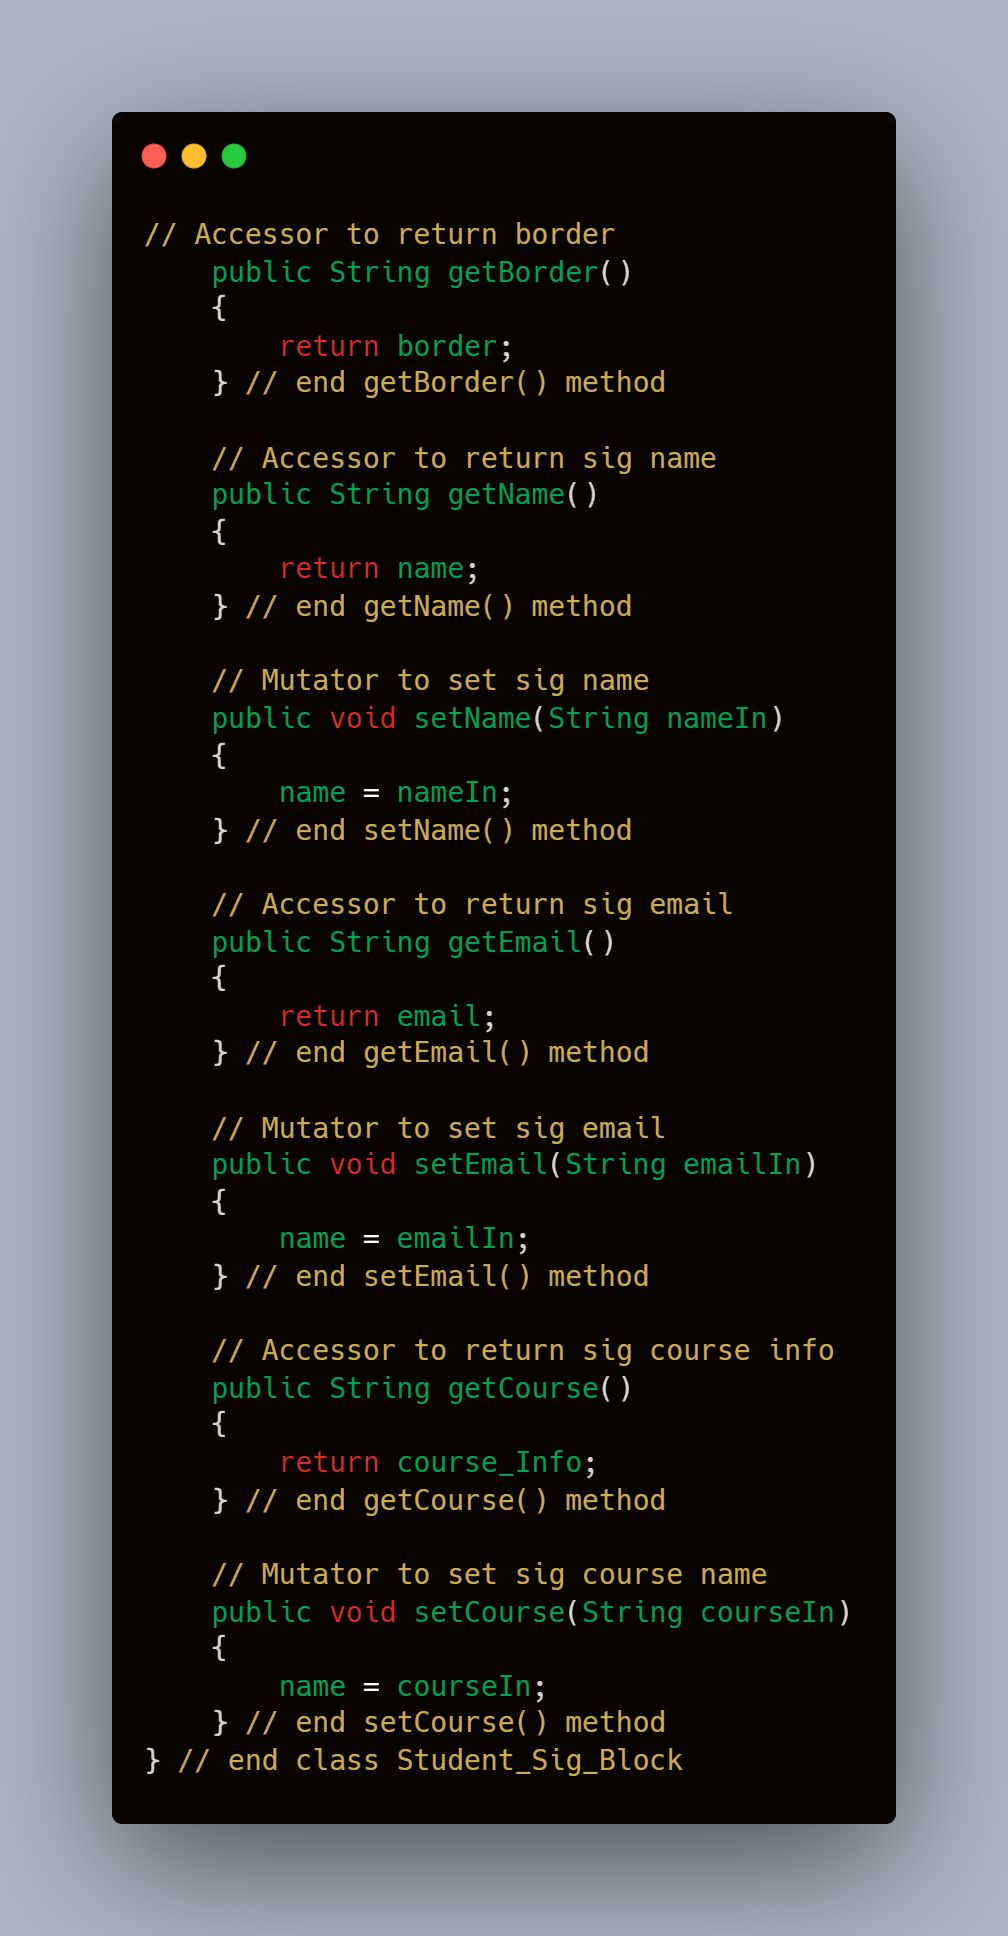 // Accessor to return border
    public String getBorder()
    {
        return border;
    } // end getBorder() method

    // Accessor to return sig name
    public String getName()
    {
        return name;
    } // end getName() method

    // Mutator to set sig name
    public void setName(String nameIn)
    {
        name = nameIn;
    } // end setName() method

    // Accessor to return sig email
    public String getEmail()
    {
        return email;
    } // end getEmail() method

    // Mutator to set sig email
    public void setEmail(String emailIn)
    {
        name = emailIn;
    } // end setEmail() method

    // Accessor to return sig course info
    public String getCourse()
    {
        return course_Info;
    } // end getCourse() method

    // Mutator to set sig course name
    public void setCourse(String courseIn)
    {
        name = courseIn;
    } // end setCourse() method
} // end class Student_Sig_Block